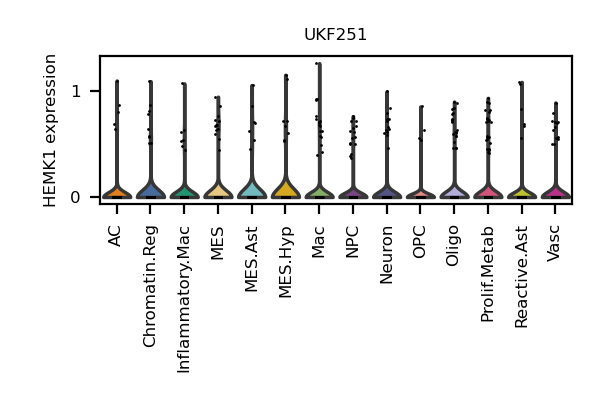 UKF251
HEMK1 expression
1
0
AC
Chromatin.Reg
Inflammatory.Mac
MES
MES.Ast
MES.Hyp
Mac
NPC
Neuron
OPC
Oligo
Prolif.Metab
Reactive.Ast
Vasc